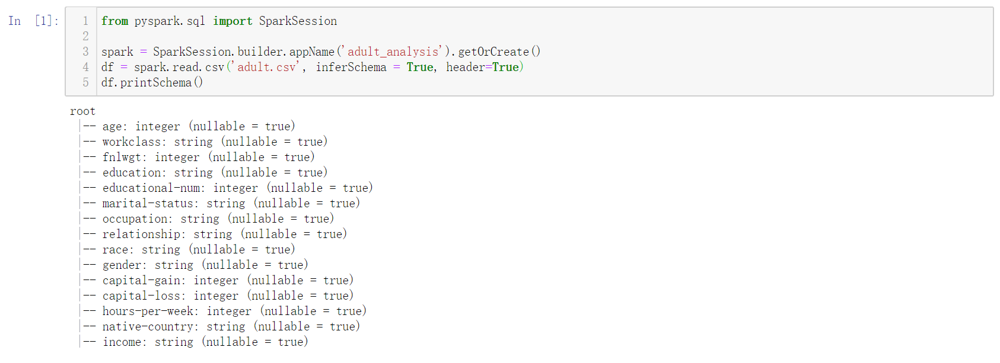 In [1]:
1 from pyspark.sql import SparkSession
2
3 spark = SparkSession.builder.appName('adult_analysis').getOrCreate()
4 df = spark.read.csv('adult.csv', inferSchema = True, header=True)
5 df.printSchema()
root
|-- age: integer (nullable = true)
|-- workclass: string (nullable = true)
|-- fnlwgt: integer (nullable = true)
|-- education: string (nullable = true)
|-- educational-num: integer (nullable = true)
|-- marital-status: string (nullable = true)
|-- occupation: string (nullable = true)
|-- relationship: string (nullable = true)
|-- race: string (nullable = true)
|-- gender: string (nullable = true)
|-- capital-gain: integer (nullable = true)
|-- capital-loss: integer (nullable = true)
|-- hours-per-week: integer (nullable = true)
|-- native-country: string (nullable = true)
|-- income: string (nullable = true)